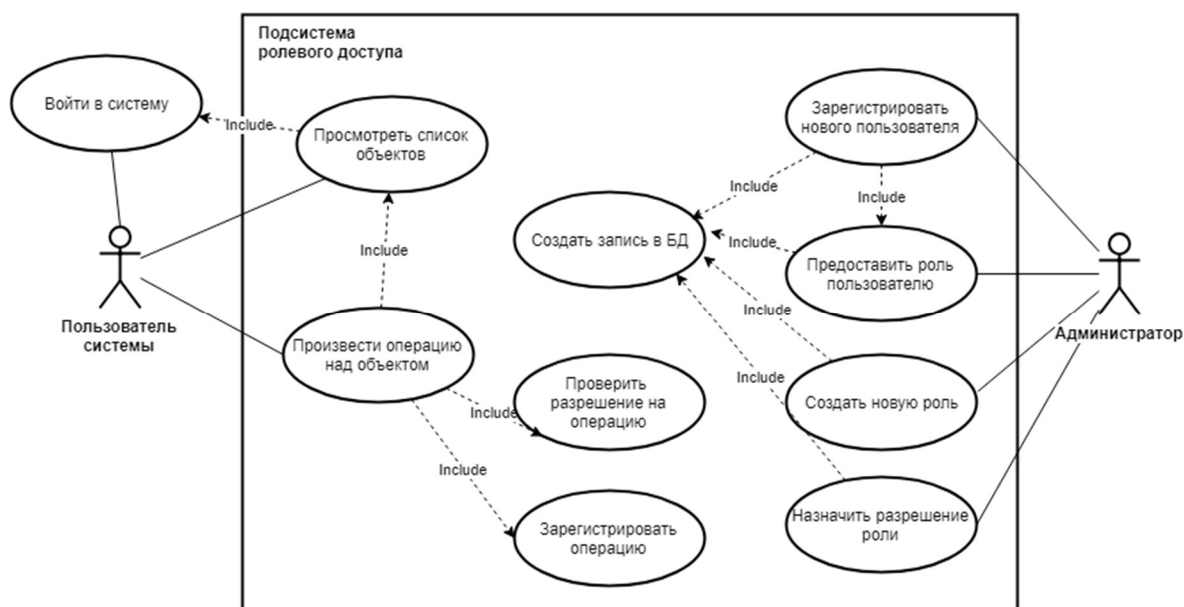 Подсистема
ролевого доступа
Войти в систему
Include
Просмотреть список
объектов
Зарегистрировать
нового пользователя
Include
Include
Создать запись в БД
Include
Include
Предоставить роль
пользователю
Пользователь
системы
Администратор
Произвести операцию
над объектом
Include
Проверить
разрешение на
операцию
Include
Include
Создать новую роль
Include
Зарегистрировать
операцию
Назначить разрешение
роли